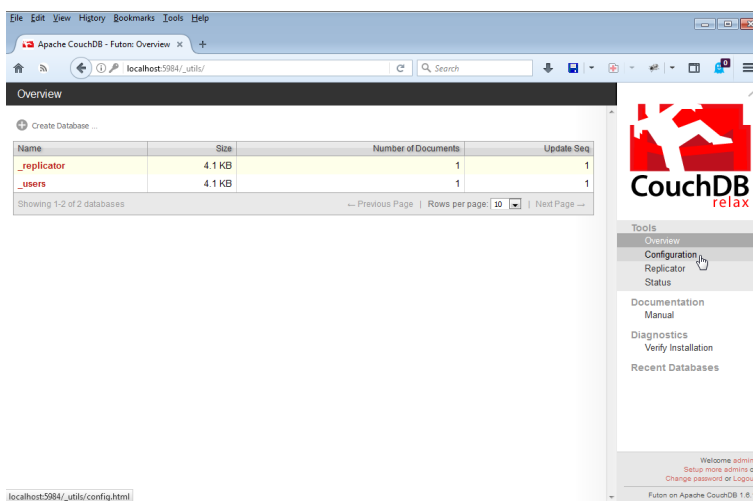 File Edit View History Bookmarks Tools Help
Apache CouchDB - Futon: Overview × +
localhost:5984/_utils/ Search 0
Overview
Create Database ...
Name Size Number of Documents Update Seq
_replicator 4.1 KB 1 1
_users 4.1 KB 1 1
Showing 1-2 of 2 databases ← Previous Page | Rows per page: 10 | Next Page →
CouchDB
relax
Tools
Overview
Configuration
Replicator
Status
Documentation
Manual
Diagnostics
Verify Installation
Recent Databases
Welcome admin
Setup more admins
Change password or
Futon on Apache CouchDB 1.6
localhost:5984/_utils/config.html